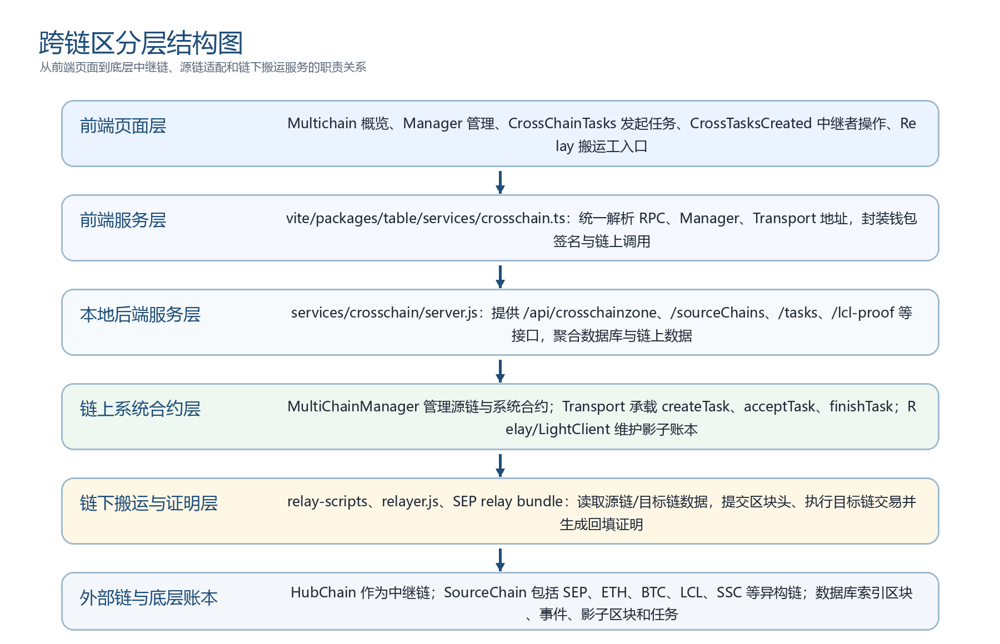 跨链区分层结构图
从前端页面到底层中继链、源链适配和链下搬运服务的职责关系
前端页面层
Multichain 概览、Manager 管理、CrossChainTasks 发起任务、CrossTasksCreated 中继者操作、Re
lay 搬运工入口
前端服务层
vite/packages/table/services/crosschain.ts：统一解析 RPC、Manager、Transport 地址，封装钱包
签名与链上调用
本地后端服务层
services/crosschain/server.js：提供 /api/crosschainzone、/sourceChains、/tasks、/lcl-proof 等
接口，聚合数据库与链上数据
链上系统合约层
MultiChainManager 管理源链与系统合约；Transport 承载 createTask、acceptTask、finishTask；R
elay/LightClient 维护影子账本
链下搬运与证明层
relay-scripts、relayer.js、SEP relay bundle：读取源链/目标链数据，提交区块头、执行目标链交易并
生成回填证明
外部链与底层账本
HubChain 作为中继链；SourceChain 包括 SEP、ETH、BTC、LCL、SSC 等异构链；数据库索引区块
、事件、影子区块和任务